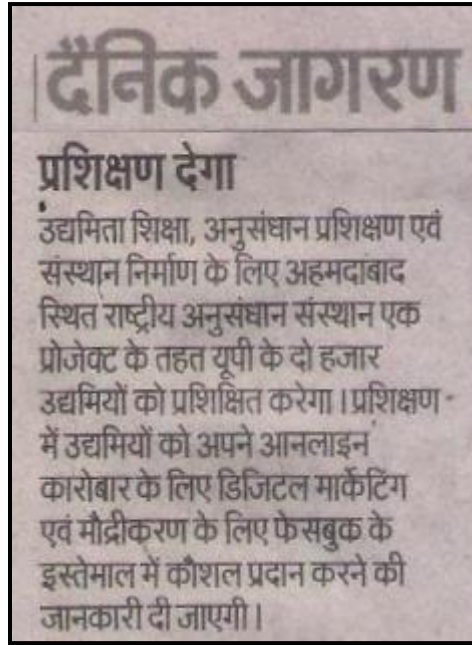 दैनिक जागरण
प्रशिक्षण देगा
उद्यमिता शिक्षा, अनुसंधान प्रशिक्षण एवं
संस्थान निर्माण के लिए अहमदाबाद
स्थित राष्ट्रीय अनुसंधान संस्थान एक
प्रोजेक्ट के तहत यूपी के दो हजार
उद्यमियों को प्रशिक्षित करेगा। प्रशिक्षण
में उद्यमियों को अपने आनलाइन
कारोबार के लिए डिजिटल मार्केटिंग
एवं मौद्रीकरण के लिए फेसबुक के
इस्तेमाल में कौशल प्रदान करने की
जानकारी दी जाएगी।